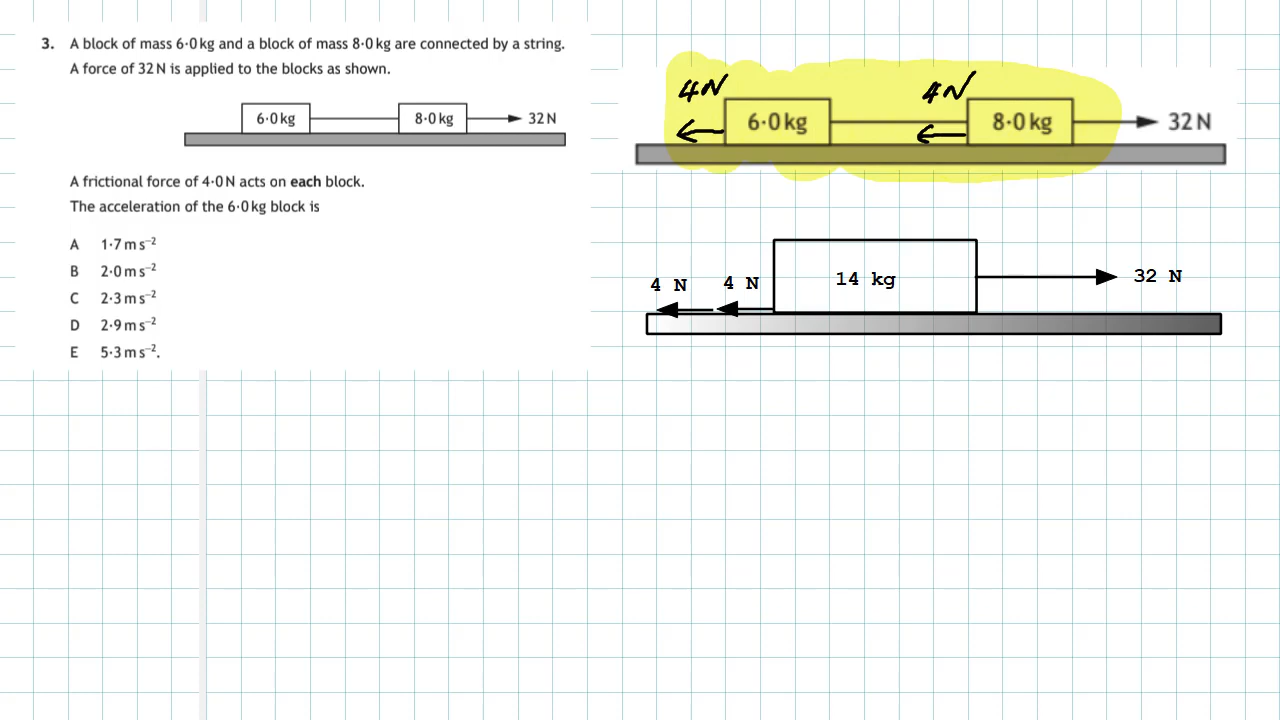 3. A block of mass 6·0 kg and a block of mass 8·0 kg are connected by a string.
A force of 32 N is applied to the blocks as shown.
6·0 kg 8·0 kg 32 N
A frictional force of 4·0 N acts on each block.
The acceleration of the 6·0 kg block is
A 1·7 m s⁻²
B 2·0 m s⁻²
C 2·3 m s⁻²
D 2·9 m s⁻²
E 5·3 m s⁻².
4N 4N
6·0 kg 8·0 kg 32 N
4 N 4 N 14 kg 32 N